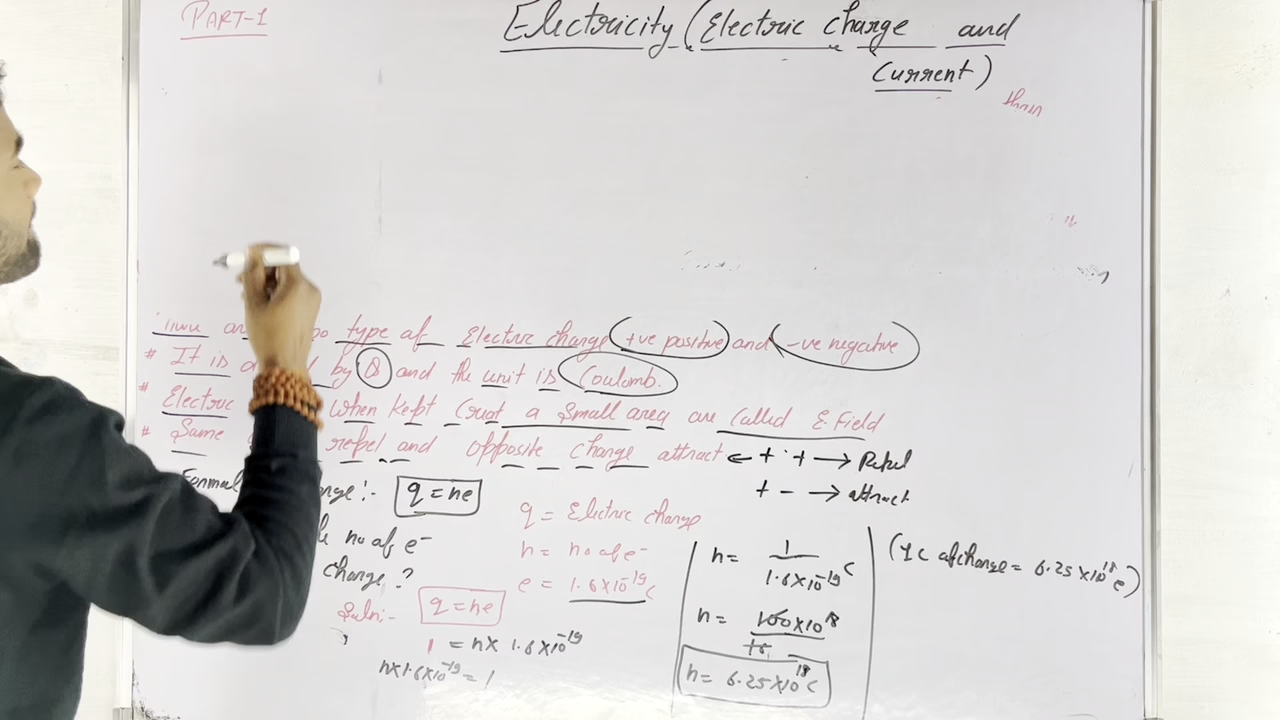 PART-1
Electricity (Electric charge and
Current)
type of Electric charge +ve positive and -ve negative
# It is by Q and the unit is Coulomb.
# Electric when kept a small area are called E. Field
# Same repel and opposite charge attract ← + + → Repel
+ - → attract
:- q = ne
q = Electric charge
no of e-
n = no of e-
charge?
e = 1.6×10-19 C
Soln:- q = ne
1 = n× 1.6×10-19
n×1.6×10-19 = 1
n= 1/1.6×10-19 C
n= 100×1018/16
n= 6.25×1018 C
(1C of charge = 6.25×1018 e)